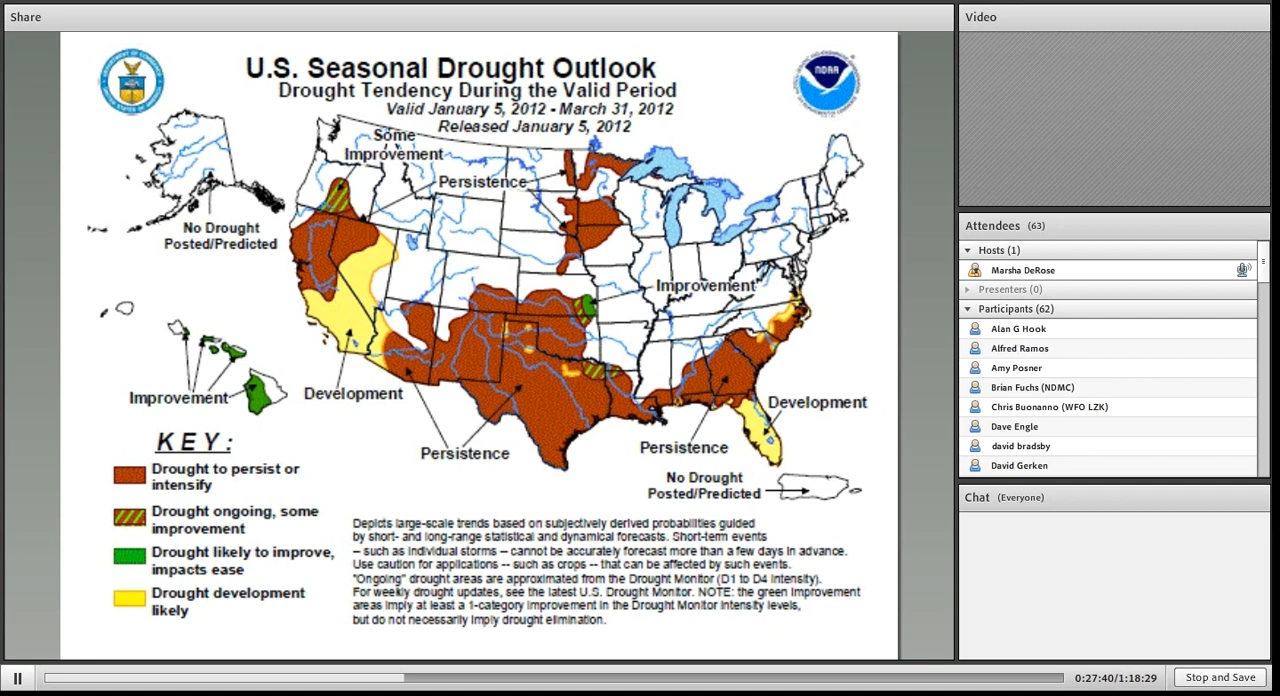 Share
U.S. Seasonal Drought Outlook
Drought Tendency During the Valid Period
Valid January 5, 2012 - March 31, 2012
Released January 5, 2012
NOAA
Some
Improvement
Persistence
No Drought
Posted/Predicted
Improvement
Improvement
Development
Development
Persistence
Persistence
No Drought
Posted/Predicted
KEY:
Drought to persist or
intensify
Drought ongoing, some
improvement
Drought likely to improve,
impacts ease
Drought development
likely
Depicts large-scale trends based on subjectively derived probabilities guided
by short- and long-range statistical and dynamical forecasts. Short-term events
-- such as individual storms -- cannot be accurately forecast more than a few days in advance.
Use caution for applications -- such as crops -- that can be affected by such events.
"Ongoing" drought areas are approximated from the Drought Monitor (D1 to D4 intensity).
For weekly drought updates, see the latest U.S. Drought Monitor. NOTE: the green improvement
areas imply at least a 1-category improvement in the Drought Monitor intensity levels,
but do not necessarily imply drought elimination.
Video
Attendees (63)
Hosts (1)
Marsha DeRose
Presenters (0)
Participants (62)
Alan G Hook
Alfred Ramos
Amy Posner
Brian Fuchs (NDMC)
Chris Buonanno (WFO LZK)
Dave Engle
david bradsby
David Gerken
Chat (Everyone)
0:27:40/1:18:29
Stop and Save